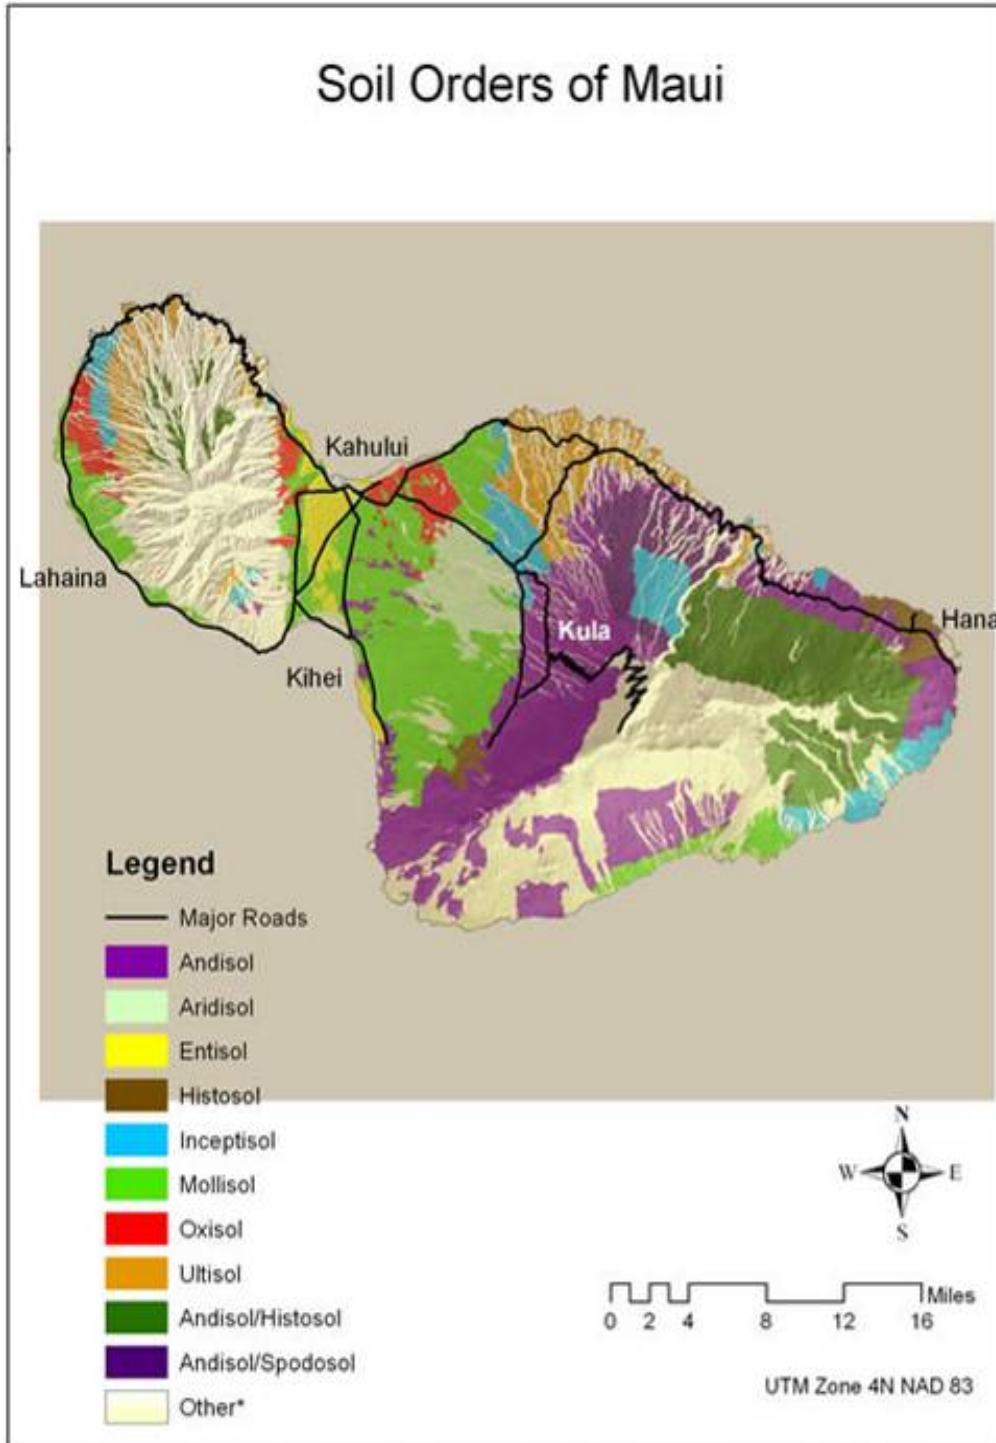 Soil Orders of Maui
Kahului
Lahaina
Kula
Hana
Kihei
Legend
Major Roads
Andisol
Aridisol
Entisol
Histosol
Inceptisol
Mollisol
Oxisol
Ultisol
Andisol/Histosol
Andisol/Spodosol
Other*
N
W E
S
Miles
0 2 4 8 12 16
UTM Zone 4N NAD 83